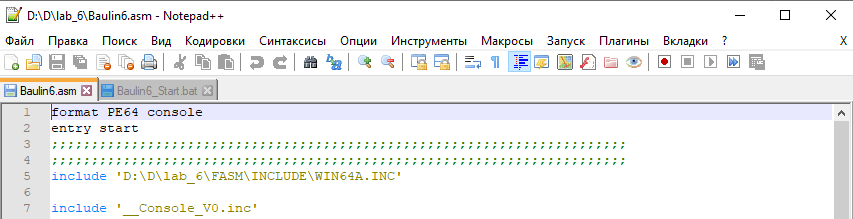 D:\D\lab_6\Baulin6.asm - Notepad++
Файл Правка Поиск Вид Кодировки Синтаксисы Опции Инструменты Макросы Запуск Плагины Вкладки ? X
Baulin6.asm Baulin6_Start.bat
1 format PE64 console
2 entry start
3 ;;;;;;;;;;;;;;;;;;;;;;;;;;;;;;;;;;;;;;;;;;;;;;;;;;;;;;;;;;;;;;;;;;;;;;;;
4 ;;;;;;;;;;;;;;;;;;;;;;;;;;;;;;;;;;;;;;;;;;;;;;;;;;;;;;;;;;;;;;;;;;;;;;;;
5 include 'D:\D\lab_6\FASM\INCLUDE\WIN64A.INC'
6
7 include '__Console_V0.inc'